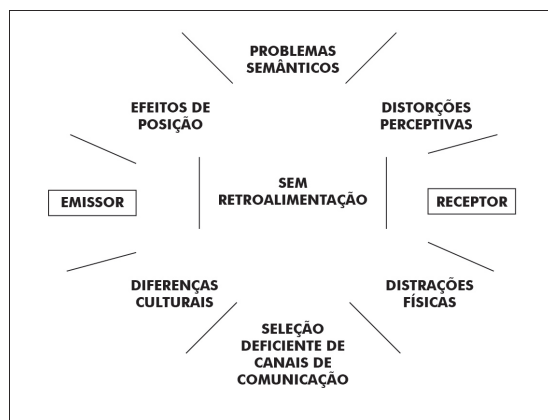 PROBLEMAS
SEMÂNTICOS
EFEITOS DE
POSIÇÃO
DISTORÇÕES
PERCEPTIVAS
EMISSOR
SEM
RETROALIMENTAÇÃO
RECEPTOR
DIFERENÇAS
CULTURAIS
DISTRAÇÕES
FÍSICAS
SELEÇÃO
DEFICIENTE DE
CANAIS DE
COMUNICAÇÃO